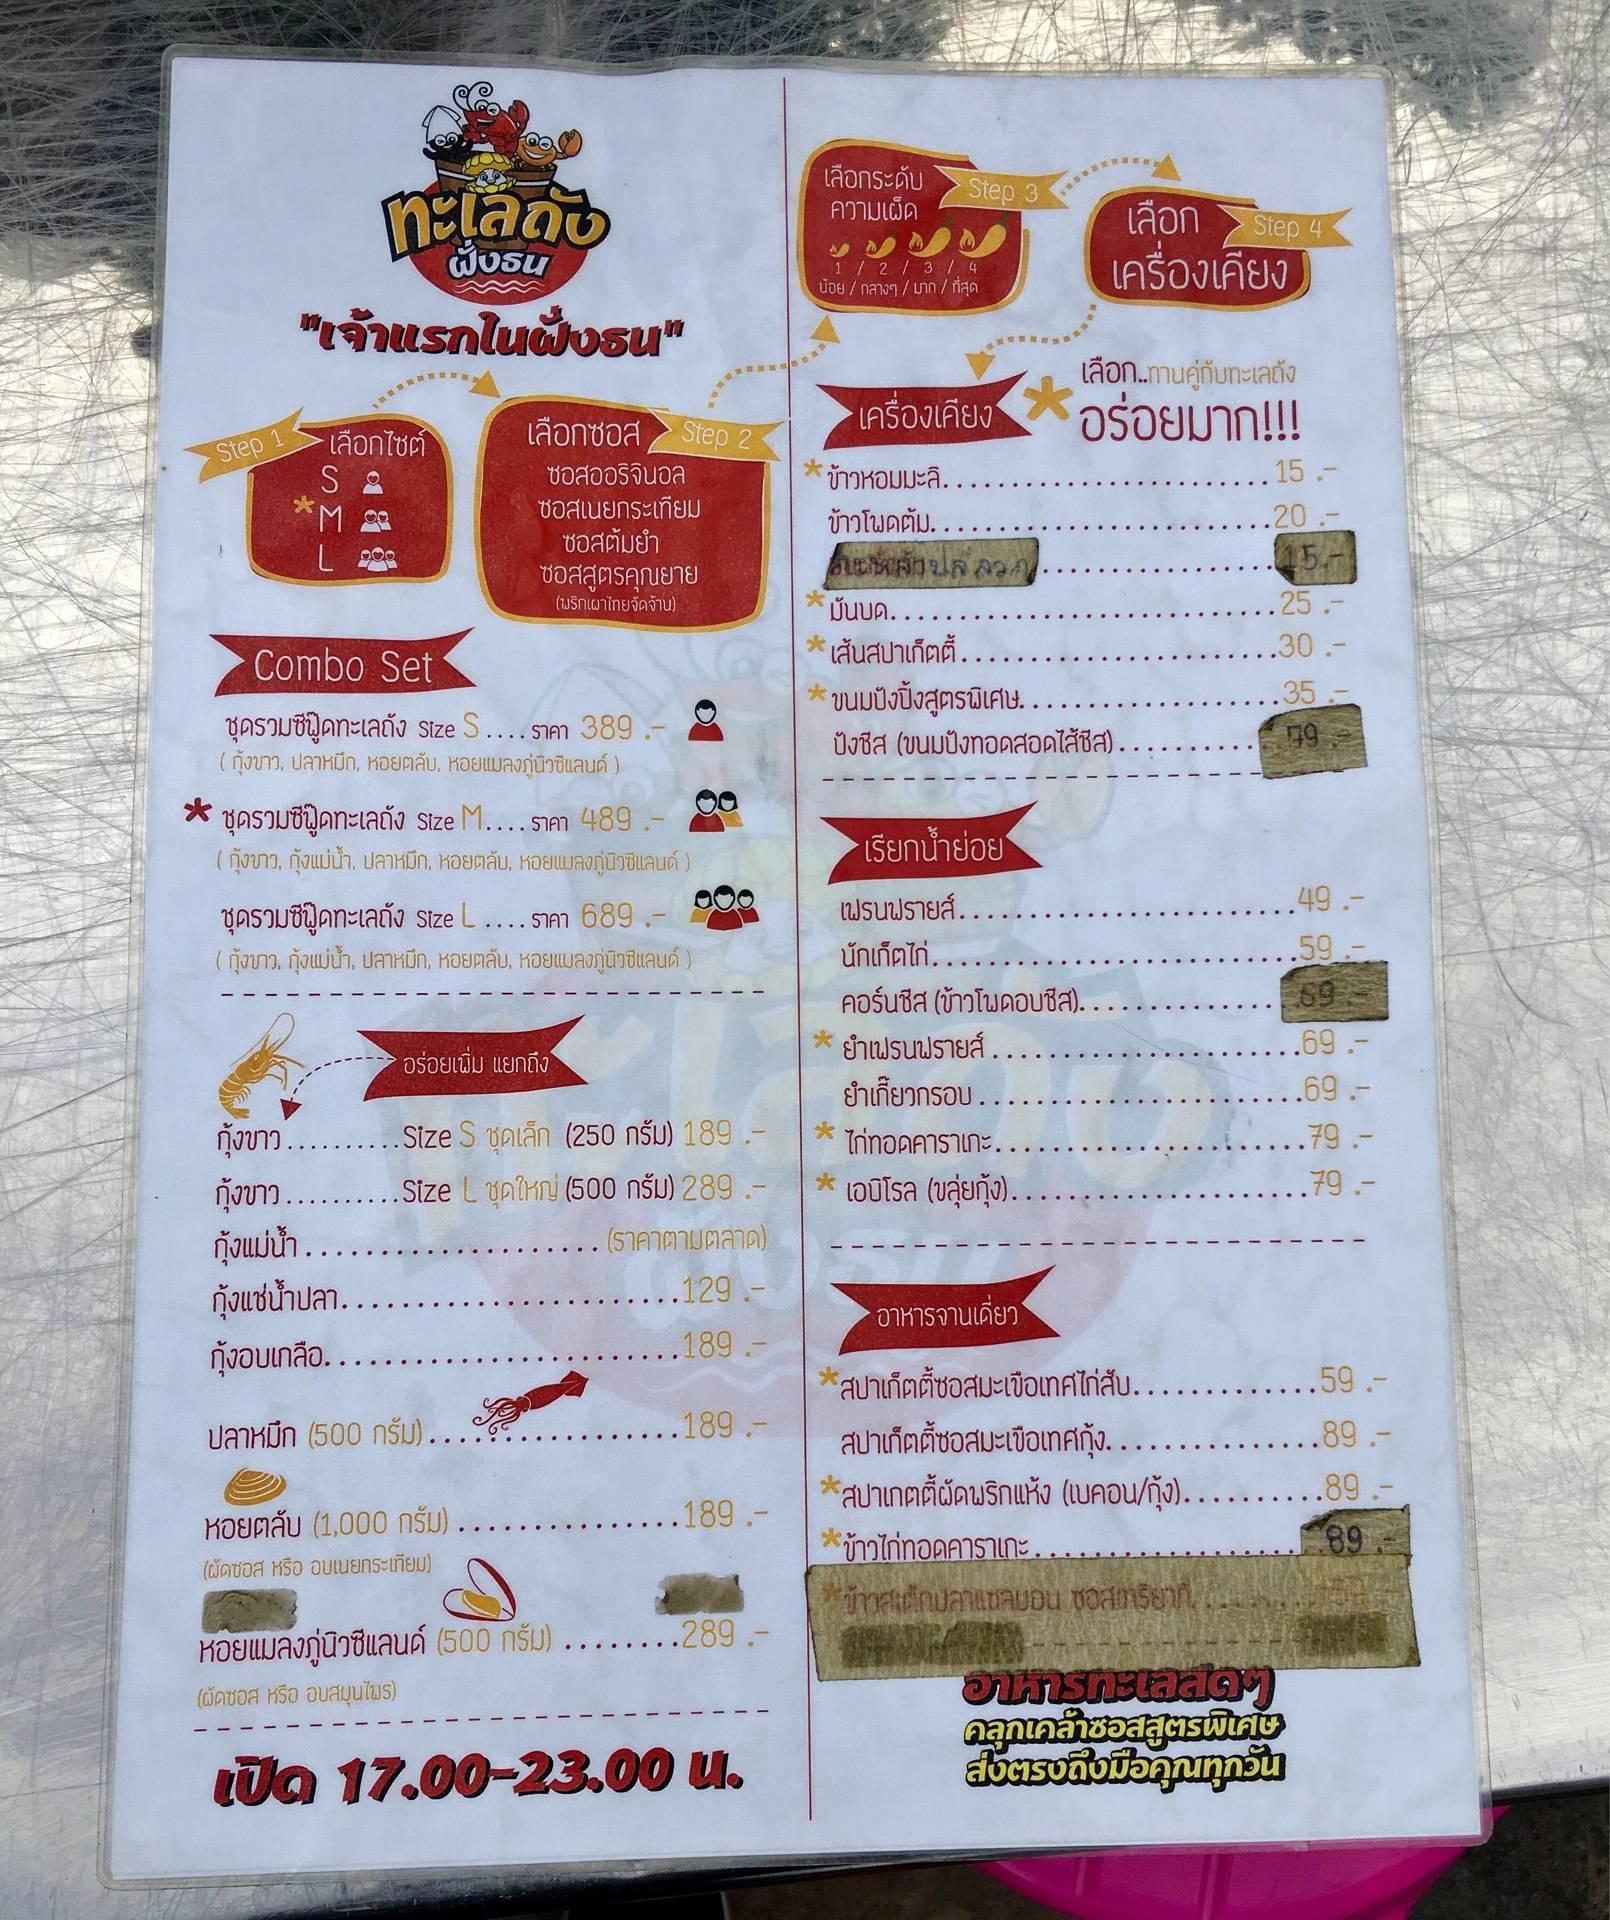 ทะเลถัง
ฝั่งธน
"เจ้าแรกในฝั่งธน"
Step 1
เลือกไซต์
S
*M
L
เลือกซอส Step 2
ซอสออริจินอล
ซอสเนยกระเทียม
ซอสต้มยำ
ซอสสูตรคุณยาย
(พริกเผาไทยจัดจ้าน)
Combo Set
ชุดรวมซีฟู๊ดทะเลถัง Size S .... ราคา 389 .-
( กุ้งขาว, ปลาหมึก, หอยตลับ, หอยแมลงภู่นิวซีแลนด์ )
* ชุดรวมซีฟู๊ดทะเลถัง Size M.... ราคา 489 .-
( กุ้งขาว, กุ้งแม่น้ำ, ปลาหมึก, หอยตลับ, หอยแมลงภู่นิวซีแลนด์ )
ชุดรวมซีฟู๊ดทะเลถัง Size L .... ราคา 689 .-
( กุ้งขาว, กุ้งแม่น้ำ, ปลาหมึก, หอยตลับ, หอยแมลงภู่นิวซีแลนด์ )
อร่อยเพิ่ม แยกถึง
กุ้งขาว..........Size S ชุดเล็ก (250 กรัม) 189 .-
กุ้งขาว..........Size L ชุดใหญ่ (500 กรัม) 289 .-
กุ้งแม่น้ำ....................(ราคาตามตลาด)
กุ้งแช่น้ำปลา.............................129 .-
กุ้งอบเกลือ..............................189 .-
ปลาหมึก (500 กรัม)......................189 .-
หอยตลับ (1,000 กรัม)...................189 .-
(ผัดซอส หรือ อบเนยกระเทียม)
หอยแมลงภู่นิวซีแลนด์ (500 กรัม)........289 .-
(ผัดซอส หรือ อบสมุนไพร)
เปิด 17.00-23.00 น.
เลือกระดับ
ความเผ็ด
Step 3
1 / 2 / 3 / 4
น้อย / กลางๆ / มาก / ที่สุด
เลือก Step 4
เครื่องเคียง
เครื่องเคียง
* เลือก..ทานคู่กับทะเลถัง
อร่อยมาก!!!
*ข้าวหอมมะลิ............................15 .-
ข้าวโพดต้ม.............................20 .-
ลวก....................15.-
*มันบด.................................25 .-
*เส้นสปาเก็ตตี้...........................30 .-
*ขนมปังปิ้งสูตรพิเศษ......................35 .-
ปังชีส (ขนมปังทอดสอดไส้ชีส)..........79 .-
เรียกน้ำย่อย
เฟรนฟรายส์............................49 .-
นักเก็ตไก่...............................59 .-
คอร์นชีส (ข้าวโพดอบชีส)................69 .-
* ยำเฟรนฟรายส์........................69 .-
ยำเกี๊ยวกรอบ...........................69 .-
* ไก่ทอดคาราเกะ.......................79 .-
* เอบิโรล (ขลุ่ยกุ้ง).....................79 .-
อาหารจานเดี่ยว
*สปาเก็ตตี้ซอสมะเขือเทศไก่สับ.............59 .-
สปาเก็ตตี้ซอสมะเขือเทศกุ้ง................89 .-
*สปาเกตตี้ผัดพริกแห้ง (เบคอน/กุ้ง)..........89 .-
*ข้าวไก่ทอดคาราเกะ......................89 .-
*ข้าวสเต็กปลาแซลมอน ซอสเทริยากิ
อาหารทะเลสดๆ
คลุกเคล้าซอสสูตรพิเศษ
ส่งตรงถึงมือคุณทุกวัน